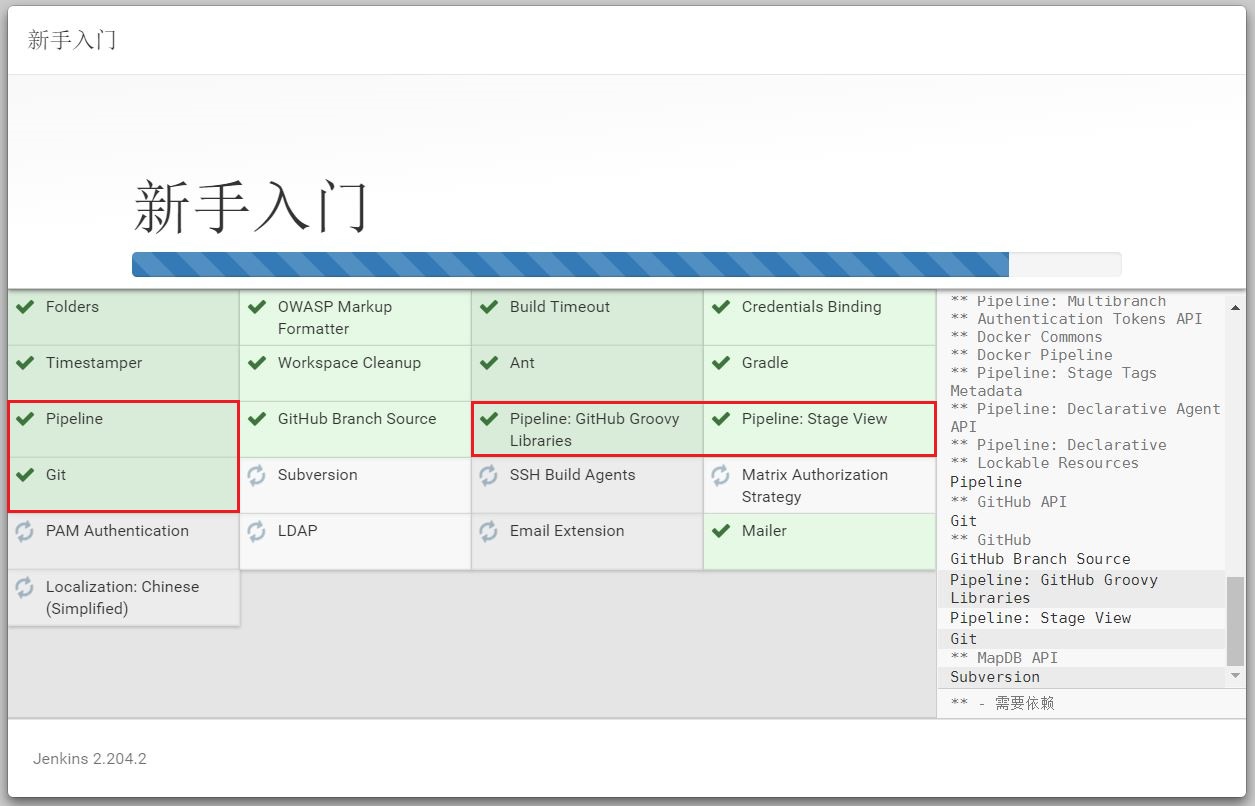 新手入门
新手入门
Folders
OWASP Markup
Formatter
Build Timeout
Credentials Binding
Timestamper
Workspace Cleanup
Ant
Gradle
Pipeline
GitHub Branch Source
Pipeline: GitHub Groovy
Libraries
Pipeline: Stage View
Git
Subversion
SSH Build Agents
Matrix Authorization
Strategy
PAM Authentication
LDAP
Email Extension
Mailer
Localization: Chinese
(Simplified)
** Pipeline: Multibranch
** Authentication Tokens API
** Docker Commons
** Docker Pipeline
** Pipeline: Stage Tags
Metadata
** Pipeline: Declarative Agent
API
** Pipeline: Declarative
** Lockable Resources
Pipeline
** GitHub API
Git
** GitHub
GitHub Branch Source
Pipeline: GitHub Groovy
Libraries
Pipeline: Stage View
Git
** MapDB API
Subversion
** - 需要依赖
Jenkins 2.204.2